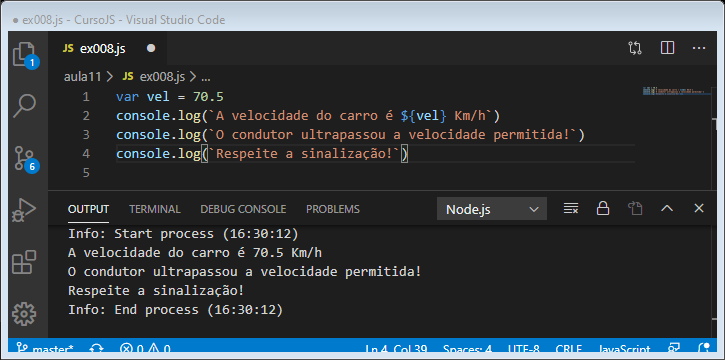 ● ex008.js - CursoJS - Visual Studio Code
JS ex008.js ●
aula11 > JS ex008.js > ...
1 var vel = 70.5
2 console.log(`A velocidade do carro é ${vel} Km/h`)
3 console.log(`O condutor ultrapassou a velocidade permitida!`)
4 console.log(`Respeite a sinalização!`)
5
1
6
OUTPUT TERMINAL DEBUG CONSOLE PROBLEMS Node.js
Info: Start process (16:30:12)
A velocidade do carro é 70.5 Km/h
O condutor ultrapassou a velocidade permitida!
Respeite a sinalização!
Info: End process (16:30:12)
master* 0 0 Ln 4, Col 39 Spaces: 4 UTF-8 CRLF JavaScript